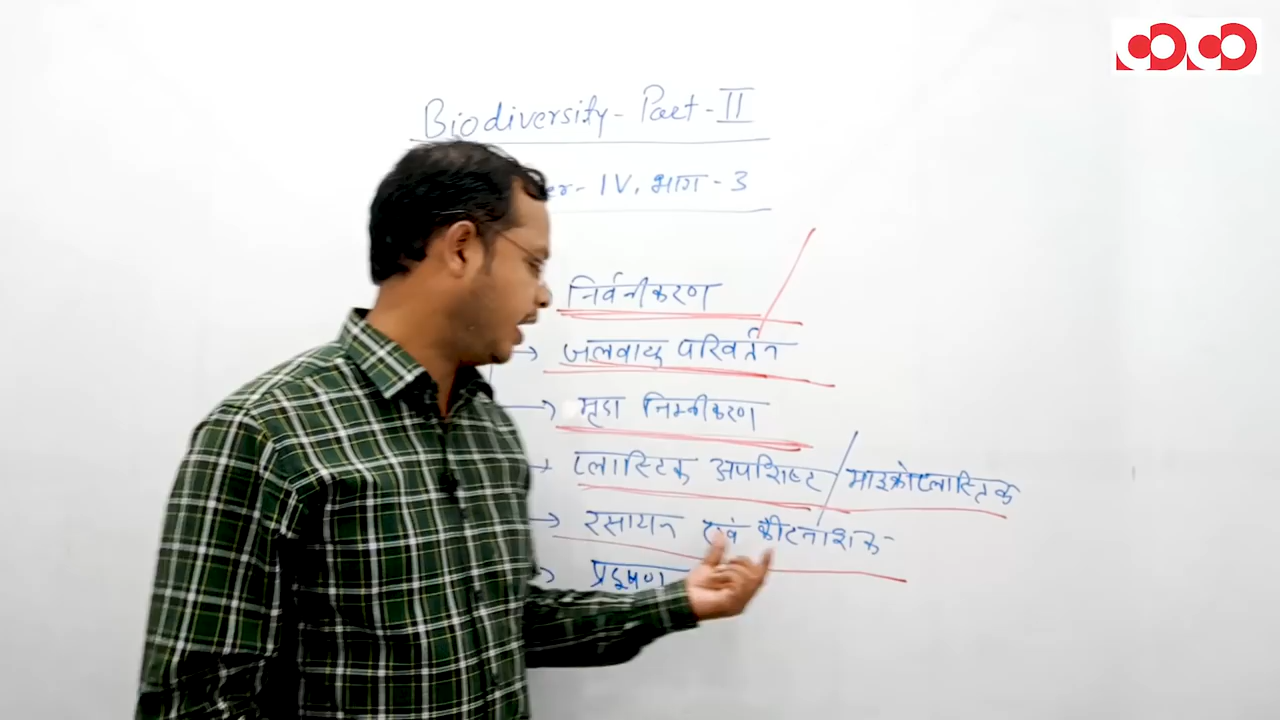 Biodiversity - Part - II
er - IV, भाग - 3
निर्वनीकरण
जलवायु परिवर्तन
मृदा निम्नीकरण
प्लास्टिक अपशिष्ट / माइक्रोप्लास्टिक
रसायन एवं कीटनाशक
प्रदूषण